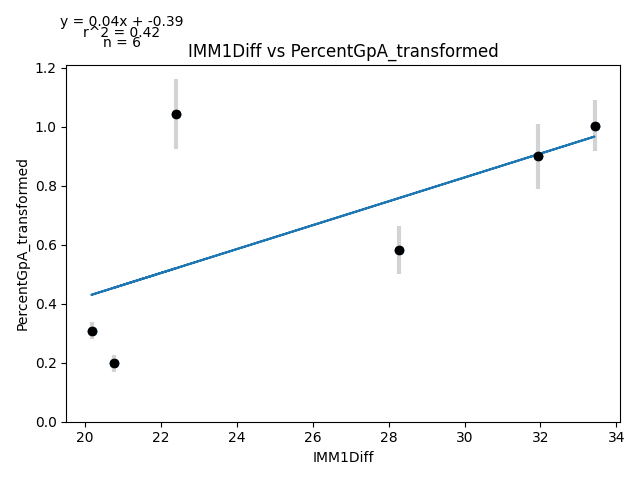 y = 0.04x + -0.39
r^2 = 0.42
n = 6
IMM1Diff vs PercentGpA_transformed
1.2
1.0
0.8
0.6
0.4
0.2
0.0
PercentGpA_transformed
20 22 24 26 28 30 32 34
IMM1Diff